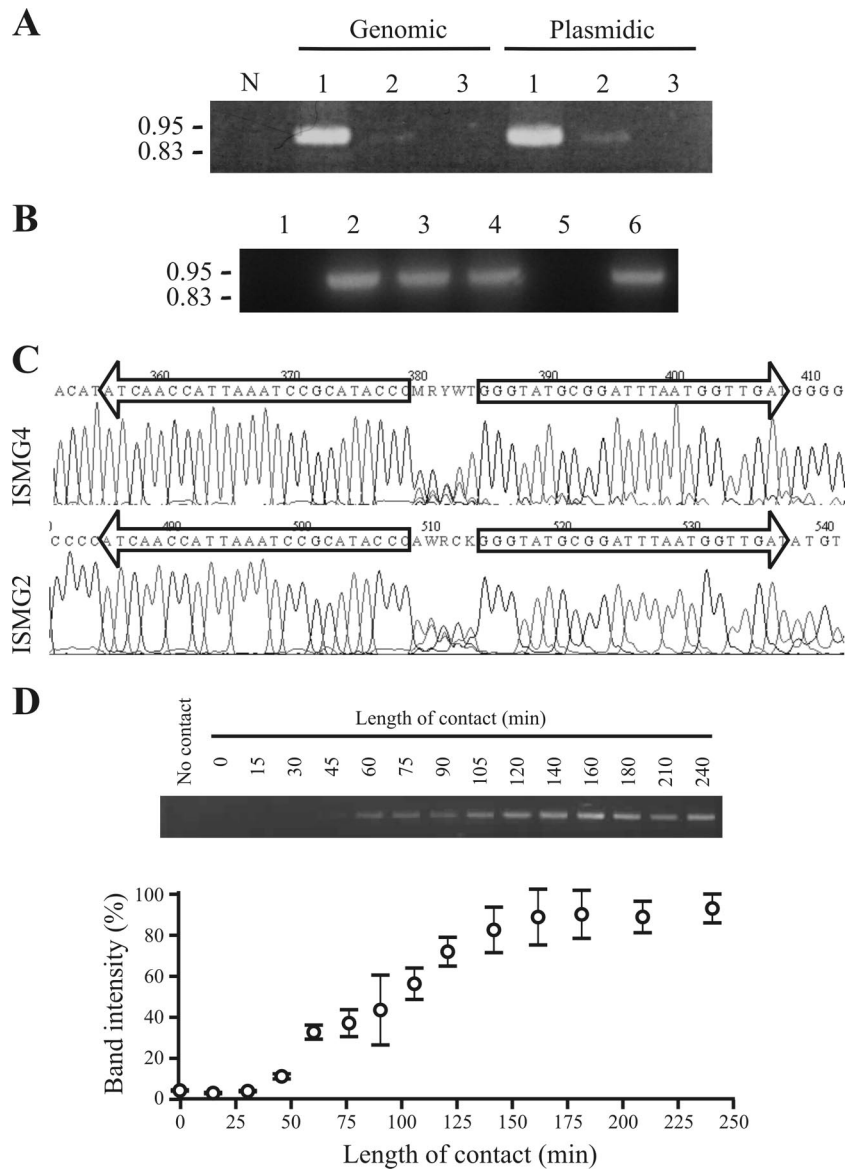 A
Genomic Plasmidic
N 1 2 3 1 2 3
0.95
0.83
B
1 2 3 4 5 6
0.95
0.83
C
360 370 380 390 400 410
ACATATCAACCATTAAATCCGCATACCCMRYWTGGGTATGCGGATTTAATGGTTGATGGGG
ISMG4
0 490 500 510 520 530 540
CCCCATCAACCATTAAATCCGCATACCCAWRCKGGGTATGCGGATTTAATGGTTGATATGT
ISMG2
D
Length of contact (min)
No contact 0 15 30 45 60 75 90 105 120 140 160 180 210 240
Band intensity (%)
100
80
60
40
20
0
0 25 50 75 100 125 150 175 200 225 250
Length of contact (min)